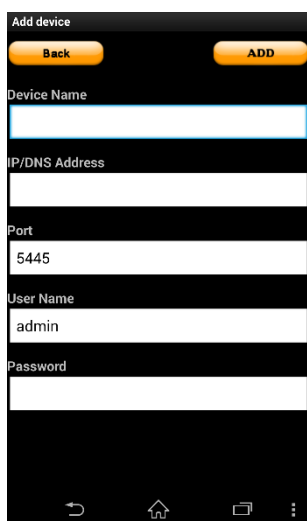 Add device
Back ADD
Device Name
IP/DNS Address
Port
5445
User Name
admin
Password